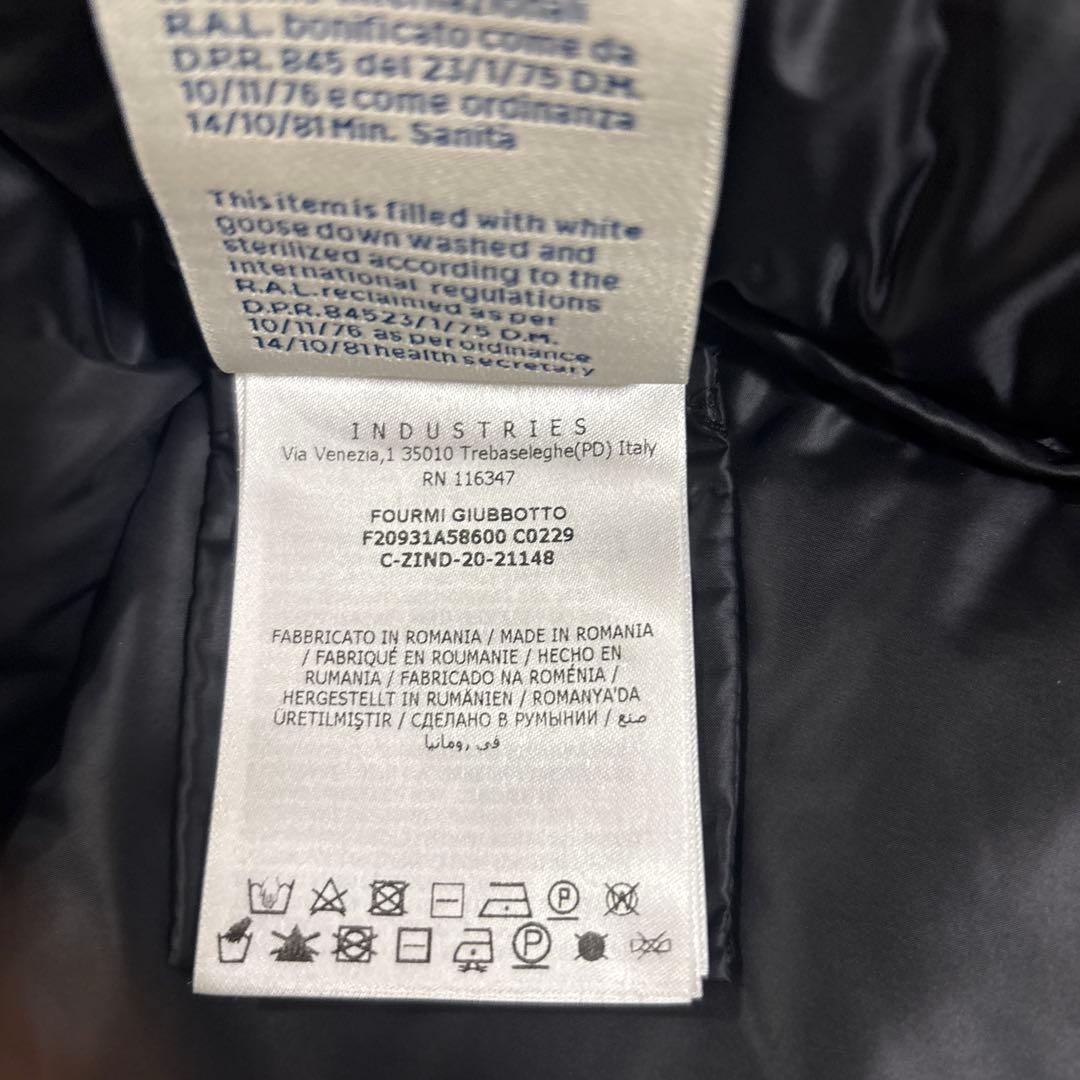 R.A.L. bonificato come da
D.P.R. 845 del 23/1/75 D.M.
10/11/76 e come ordinanza
14/10/81 Min. Sanità
This item is filled with white
goose down washed and
sterilized according to the
international regulations
R.A.L. reclaimed as per
D.P.R. 84523/1/75 D.M.
10/11/76 as per ordinance
14/10/81 health secretary
INDUSTRIES
Via Venezia,1 35010 Trebaseleghe(PD) Italy
RN 116347
FOURMI GIUBBOTTO
F20931A58600 C0229
C-ZIND-20-21148
FABBRICATO IN ROMANIA / MADE IN ROMANIA
/ FABRIQUÉ EN ROUMANIE / HECHO EN
RUMANIA / FABRICADO NA ROMÉNIA /
HERGESTELLT IN RUMÄNIEN / ROMANYA'DA
ÜRETILMIŞTIR / СДЕЛАНО В РУМЫНИИ / صنع
في رومانيا
P W
P